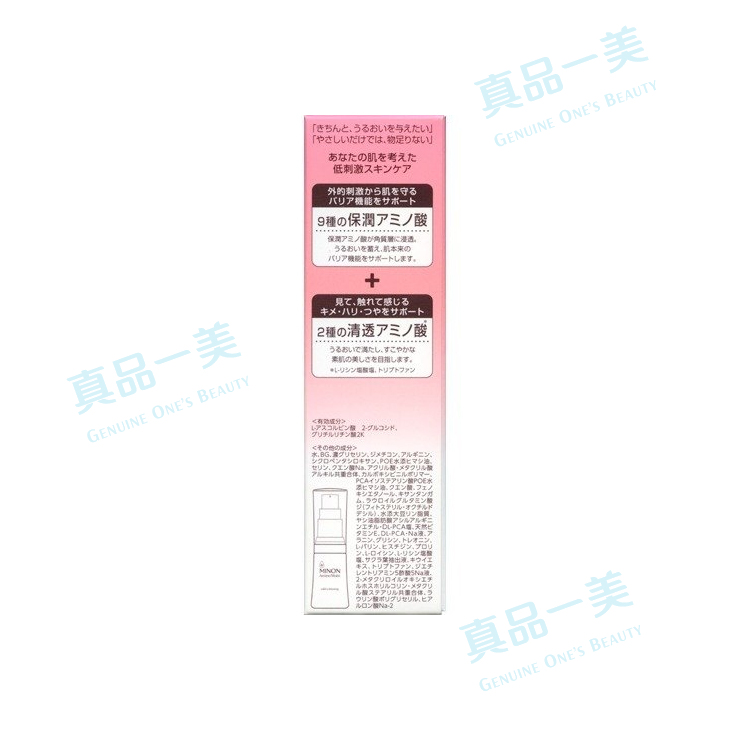 真品一美
GENUINE ONE'S BEAUTY
「きちんと、うるおいを与えたい」
「やさしいだけでは、物足りない」
あなたの肌を考えた
低刺激スキンケア
外的刺激から肌を守る
バリア機能をサポート
9種の保潤アミノ酸
保潤アミノ酸が角質層に浸透。
うるおいを蓄え、肌本来の
バリア機能をサポートします。
+
見て、触れて感じる
キメ・ハリ・つやをサポート
2種の清透アミノ酸*
うるおいで満たし、すこやかな
素肌の美しさを目指します。
*L-リシン塩酸塩、トリプトファン
真品一美
GENUINE ONE'S BEAUTY
<有効成分>
L-アスコルビン酸 2-グルコシド、
グリチルリチン酸2K
<その他の成分>
水、BG、濃グリセリン、ジメチコン、アルギニン、
シクロペンタシロキサン、POE水添ヒマシ油、
セリン、クエン酸Na、アクリル酸・メタクリル酸
アルキル共重合体、カルボキシビニルポリマー、
PCAイソステアリン酸POE水
添ヒマシ油、クエン酸、フェノ
キシエタノール、キサンタンガ
ム、ラウロイルグルタミン酸
ジ(フィトステリル・オクチルド
デシル)、水添大豆リン脂質、
ヤシ油脂肪酸アシルアルギニ
ンエチル・DL-PCA塩、天然ビ
タミンE、DL-PCA・Na液、ア
ラニン、グリシン、トレオニン、
L-バリン、ヒスチジン、プロリ
ン、L-ロイシン、L-リシン塩酸
塩、サクラ葉抽出液、キウイエ
キス、トリプトファン、ジエチ
レントリアミン5酢酸5Na液、
2-メタクリロイルオキシエチ
ルホスホリルコリン・メタクリ
ル酸ステアリル共重合体、ラ
ウリン酸ポリグリセリル、ヒア
ルロン酸Na-2
MINON
AminoMoist
真品一美
GENUINE ONE'S BEAUTY